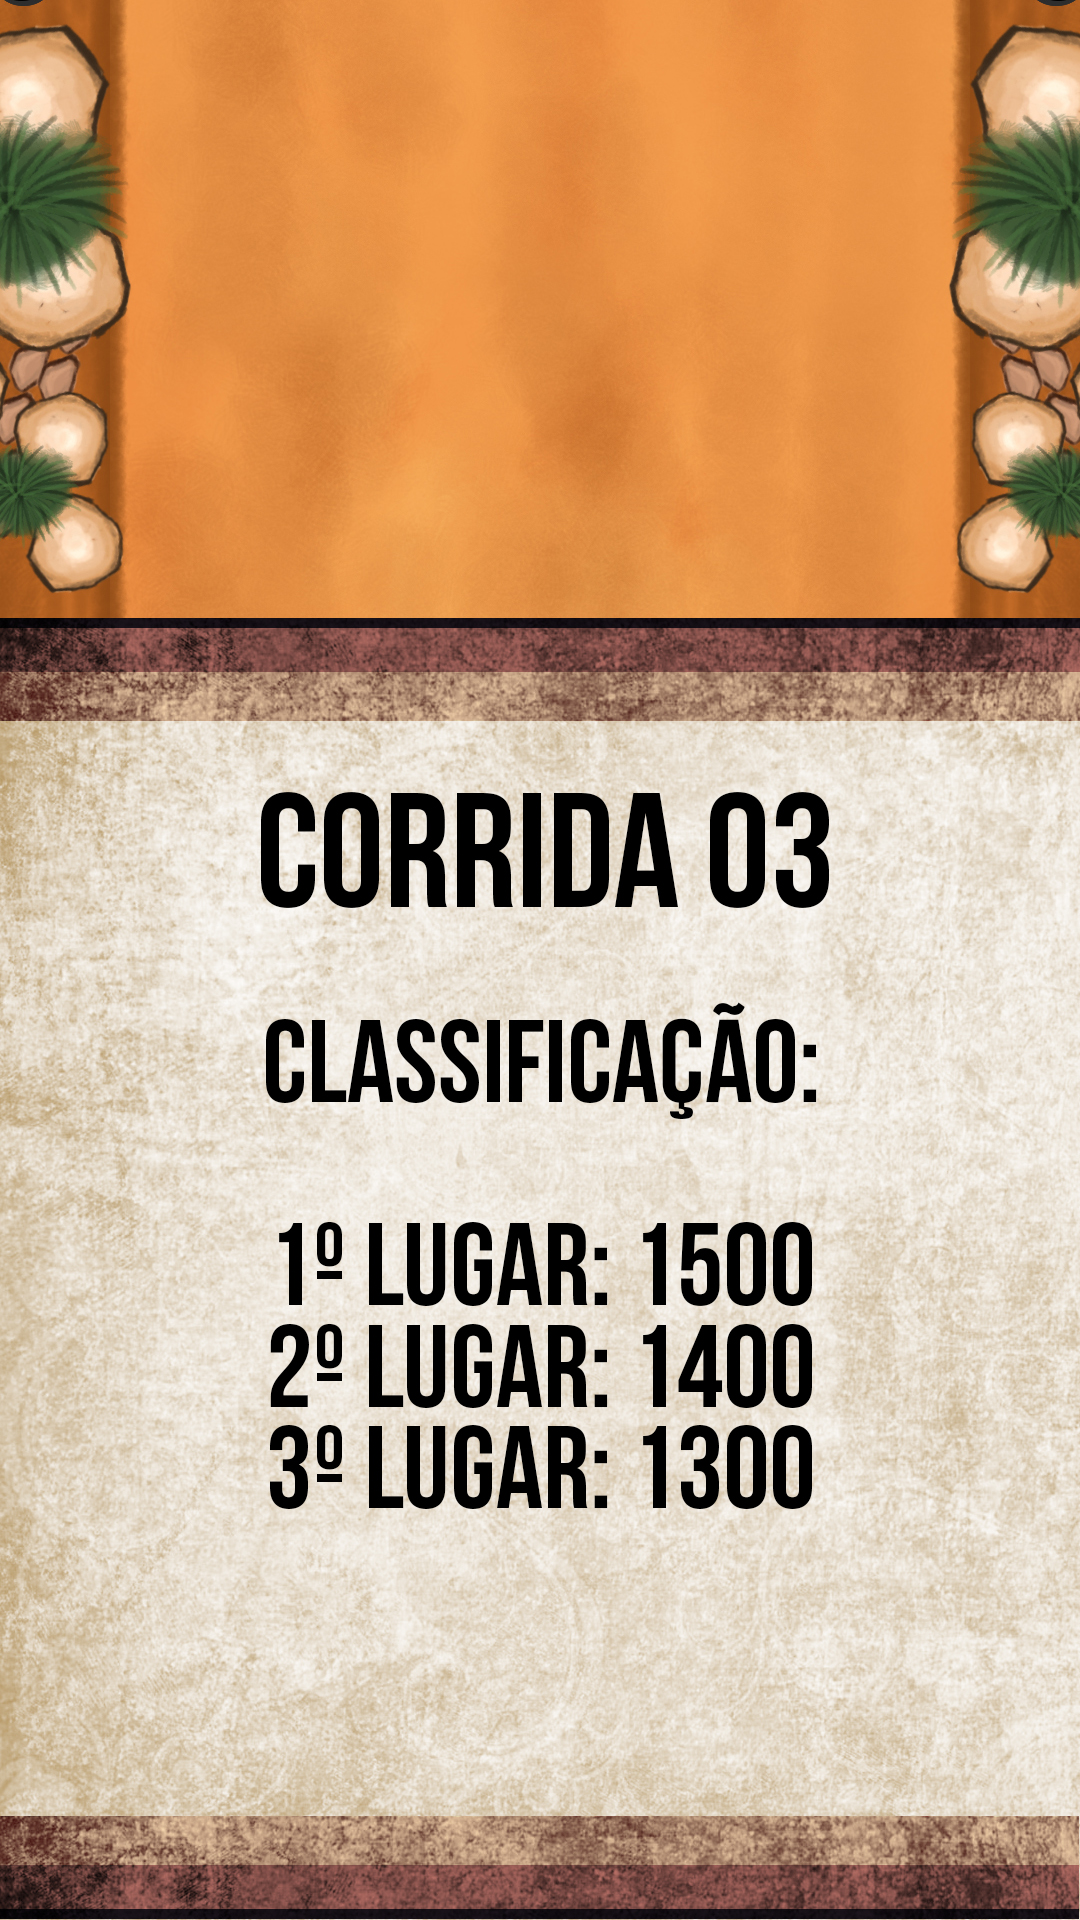 CORRIDA 03
CLASSIFICAÇÃO:
1º LUGAR: 1500
2º LUGAR: 1400
3º LUGAR: 1300